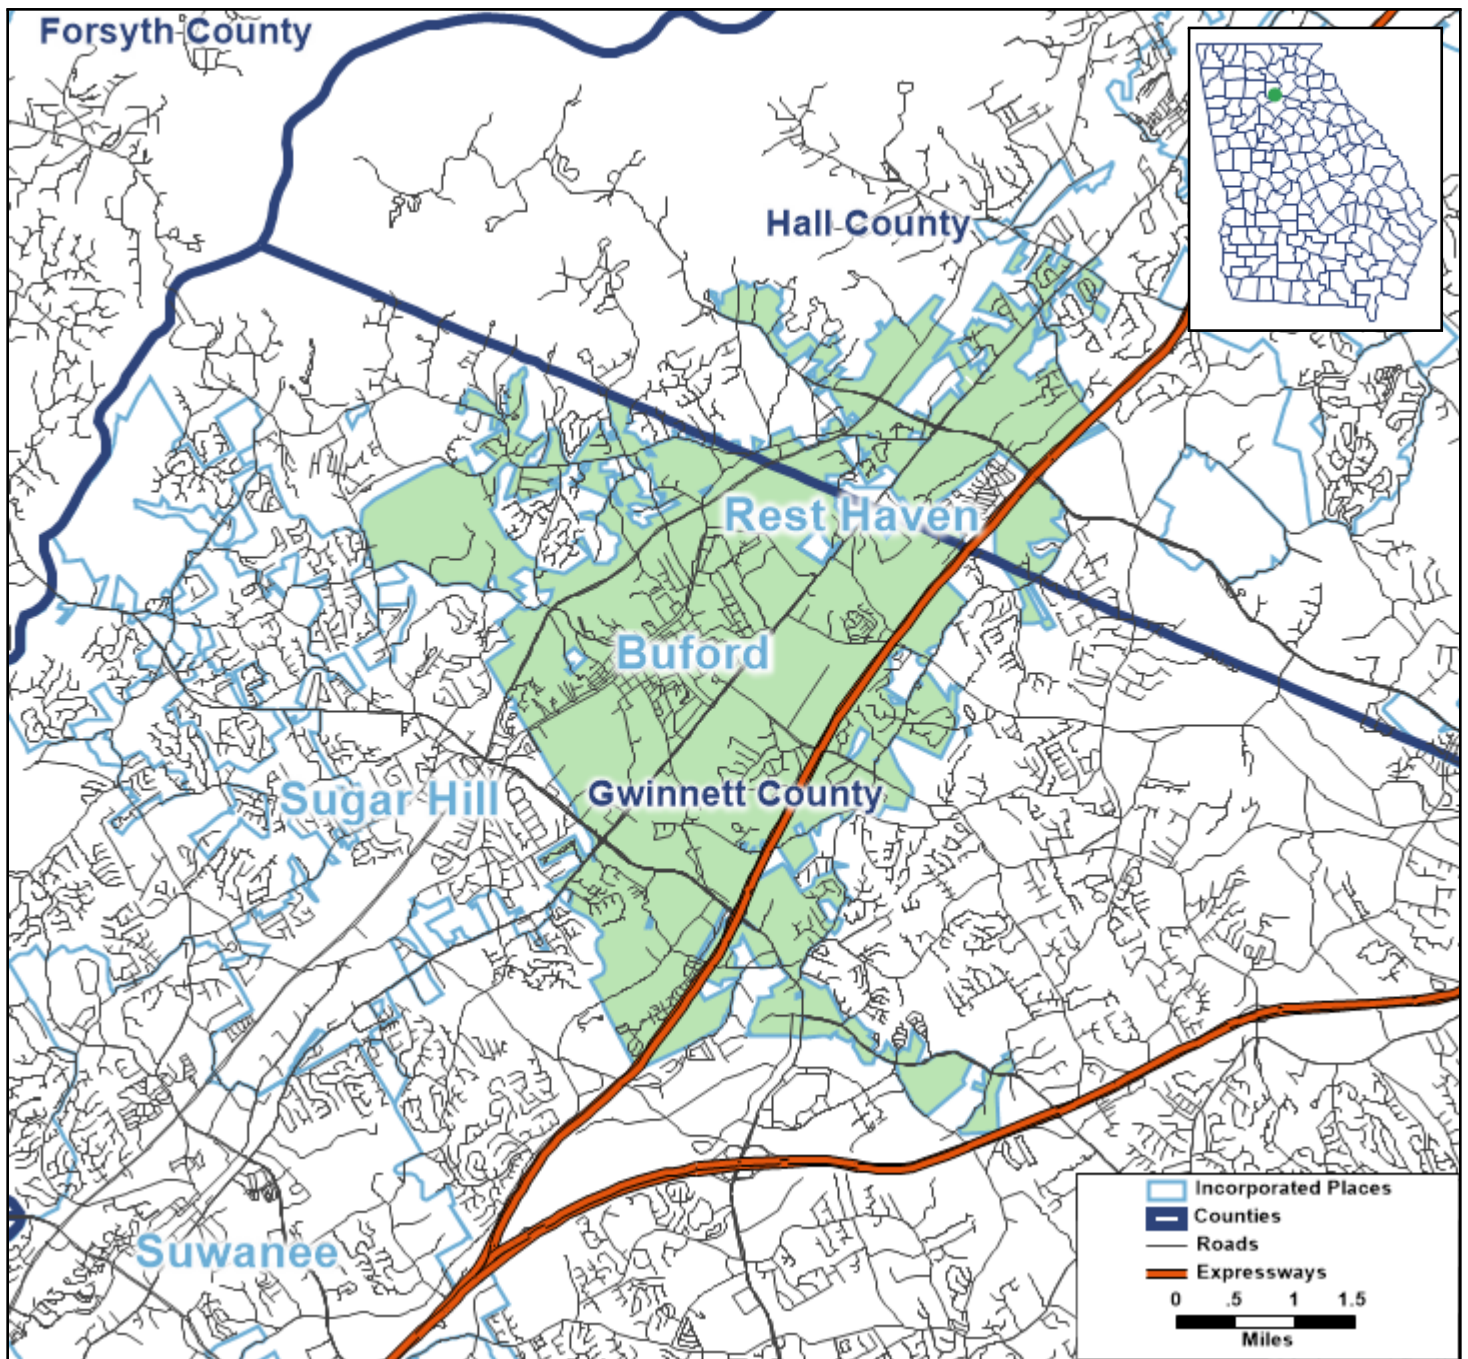 Forsyth County
Hall County
Rest Haven
Buford
Gwinnett County
Sugar Hill
Suwanee
Incorporated Places
Counties
Roads
Expressways
0 .5 1 1.5
Miles